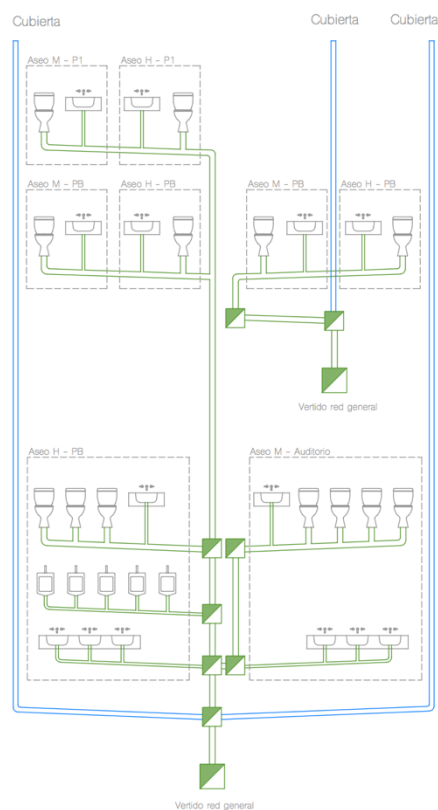 Cubierta
Cubierta
Cubierta
Aseo M - P1
Aseo H - P1
Aseo M - PB
Aseo H - PB
Aseo M - PB
Aseo H - PB
Vertido red general
Aseo H - PB
Aseo M - Auditorio
Vertido red general